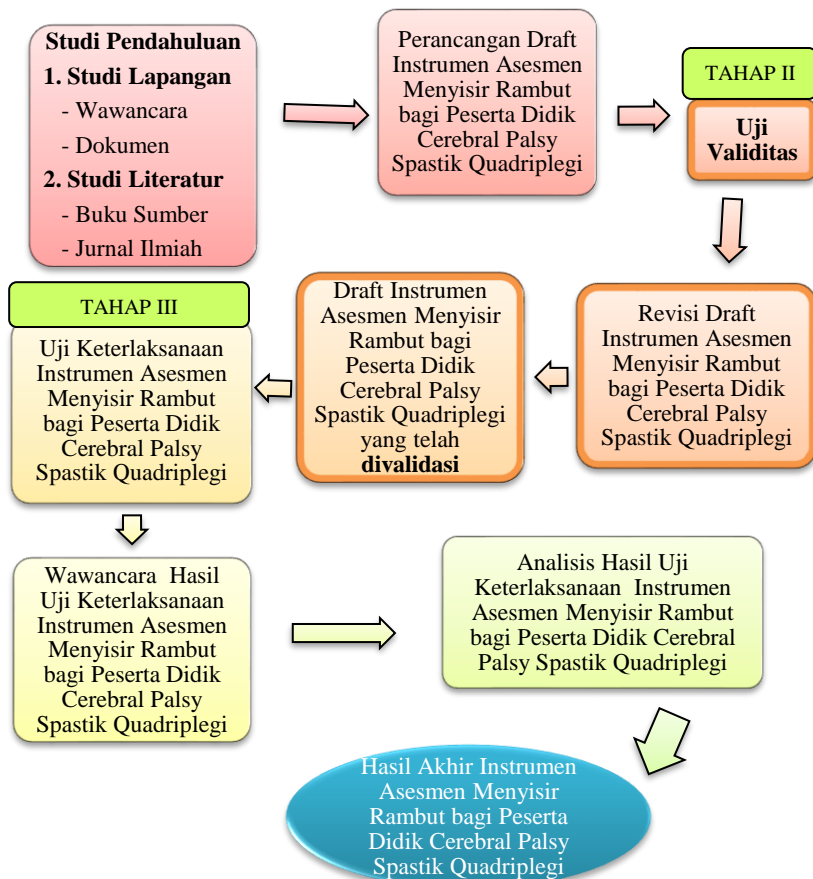 Studi Pendahuluan
1. Studi Lapangan
- Wawancara
- Dokumen
2. Studi Literatur
- Buku Sumber
- Jurnal Ilmiah
Perancangan Draft
Instrumen Asesmen
Menyisir Rambut
bagi Peserta Didik
Cerebral Palsy
Spastik Quadriplegi
TAHAP II
Uji
Validitas
Revisi Draft
Instrumen Asesmen
Menyisir Rambut
bagi Peserta Didik
Cerebral Palsy
Spastik Quadriplegi
Draft Instrumen
Asesmen Menyisir
Rambut bagi
Peserta Didik
Cerebral Palsy
Spastik Quadriplegi
yang telah
divalidasi
TAHAP III
Uji Keterlaksanaan
Instrumen Asesmen
Menyisir Rambut
bagi Peserta Didik
Cerebral Palsy
Spastik Quadriplegi
Wawancara Hasil
Uji Keterlaksanaan
Instrumen Asesmen
Menyisir Rambut
bagi Peserta Didik
Cerebral Palsy
Spastik Quadriplegi
Analisis Hasil Uji
Keterlaksanaan Instrumen
Asesmen Menyisir Rambut
bagi Peserta Didik Cerebral
Palsy Spastik Quadriplegi
Hasil Akhir Instrumen
Asesmen Menyisir
Rambut bagi Peserta
Didik Cerebral Palsy
Spastik Quadriplegi